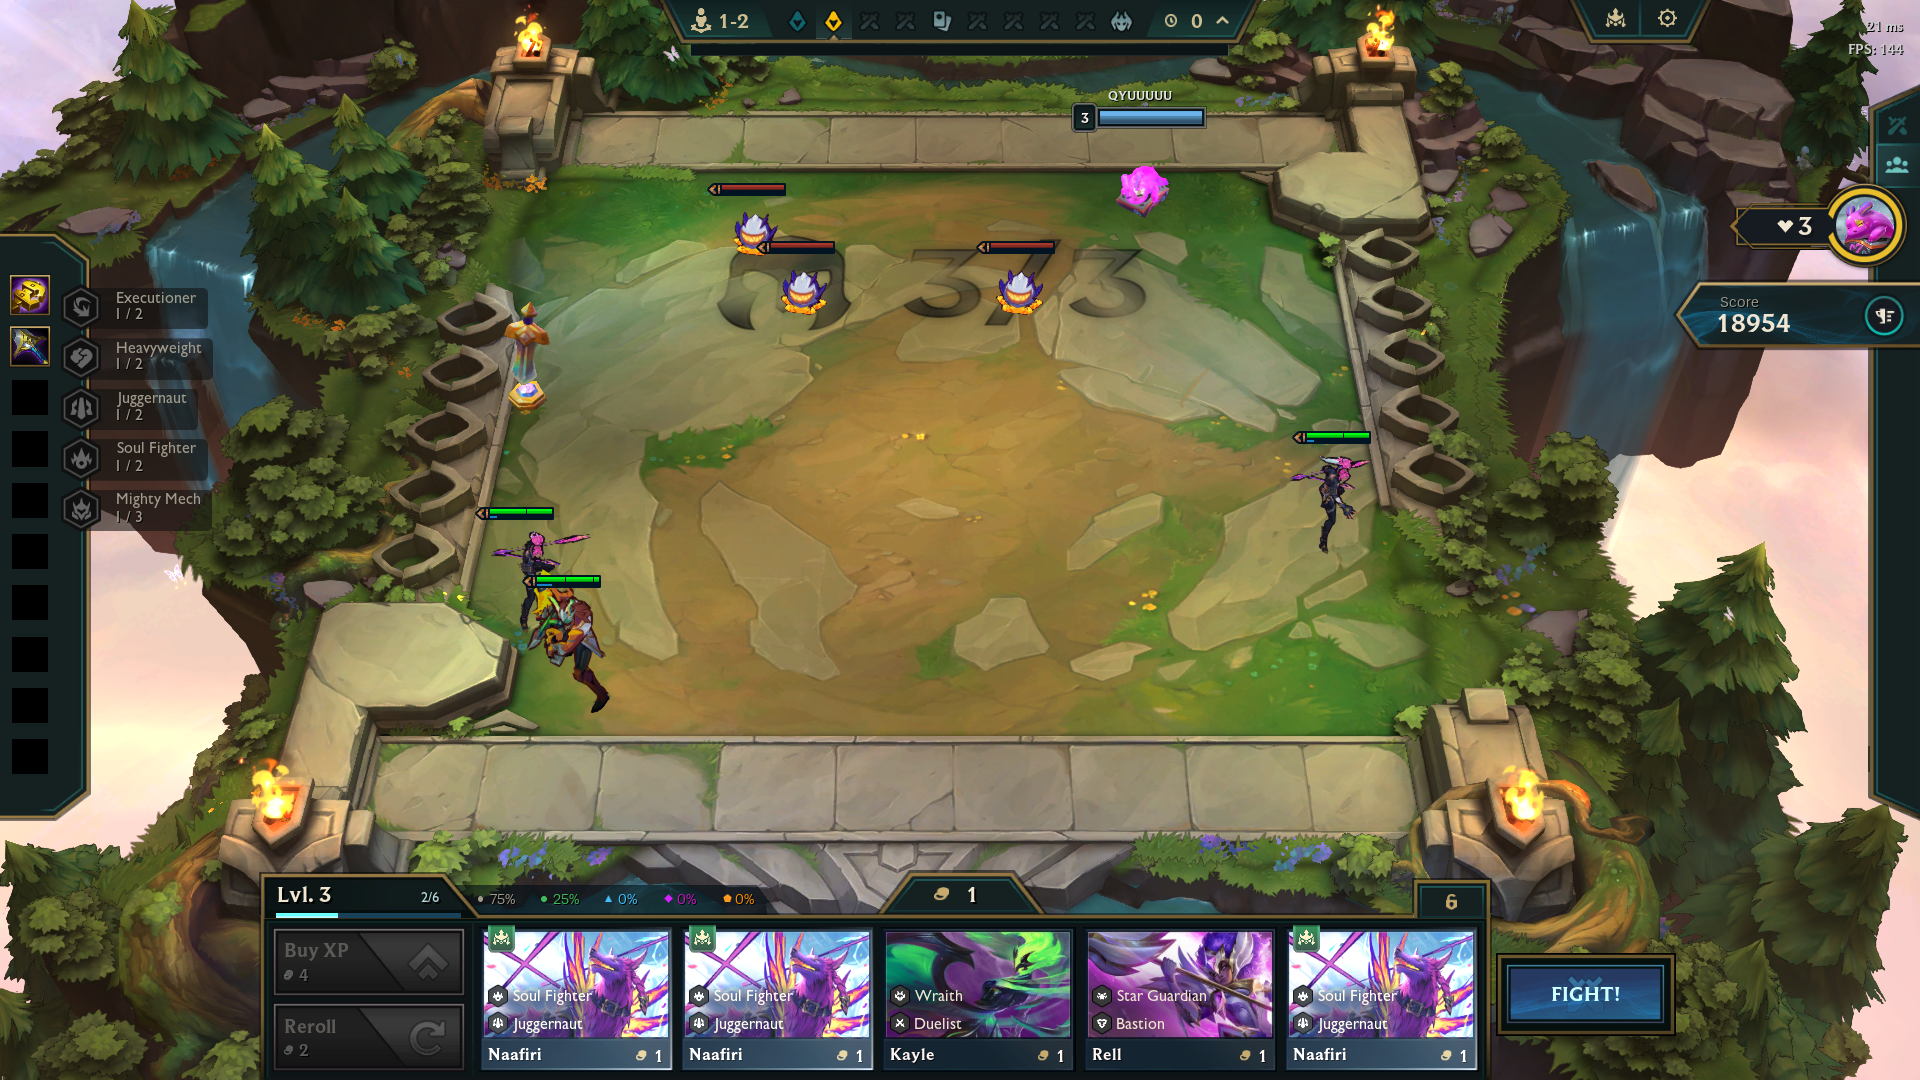 1-2
0
21 ms
FPS: 144
QYUUUUU
3
3
3/3
Score
18954
Executioner
1 / 2
Heavyweight
1 / 2
Juggernaut
1 / 2
Soul Fighter
1 / 2
Mighty Mech
1 / 3
Lvl. 3
2/6
75%
25%
0%
0%
0%
1
6
Buy XP
4
Reroll
2
Soul Fighter
Juggernaut
Naafiri
1
Soul Fighter
Juggernaut
Naafiri
1
Wraith
Duelist
Kayle
1
Star Guardian
Bastion
Rell
1
Soul Fighter
Juggernaut
Naafiri
1
FIGHT!